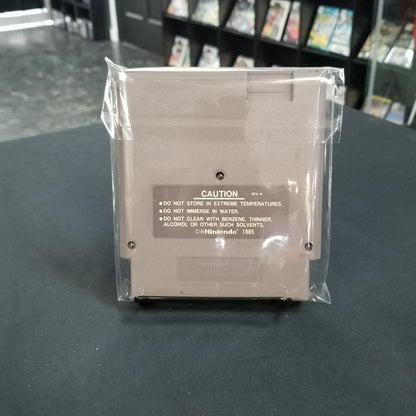 CAUTION REV-A
●DO NOT STORE IN EXTREME TEMPERATURES.
●DO NOT IMMERSE IN WATER.
●DO NOT CLEAN WITH BENZENE, THINNER,
ALCOHOL OR OTHER SUCH SOLVENTS.
©®Nintendo® 1985